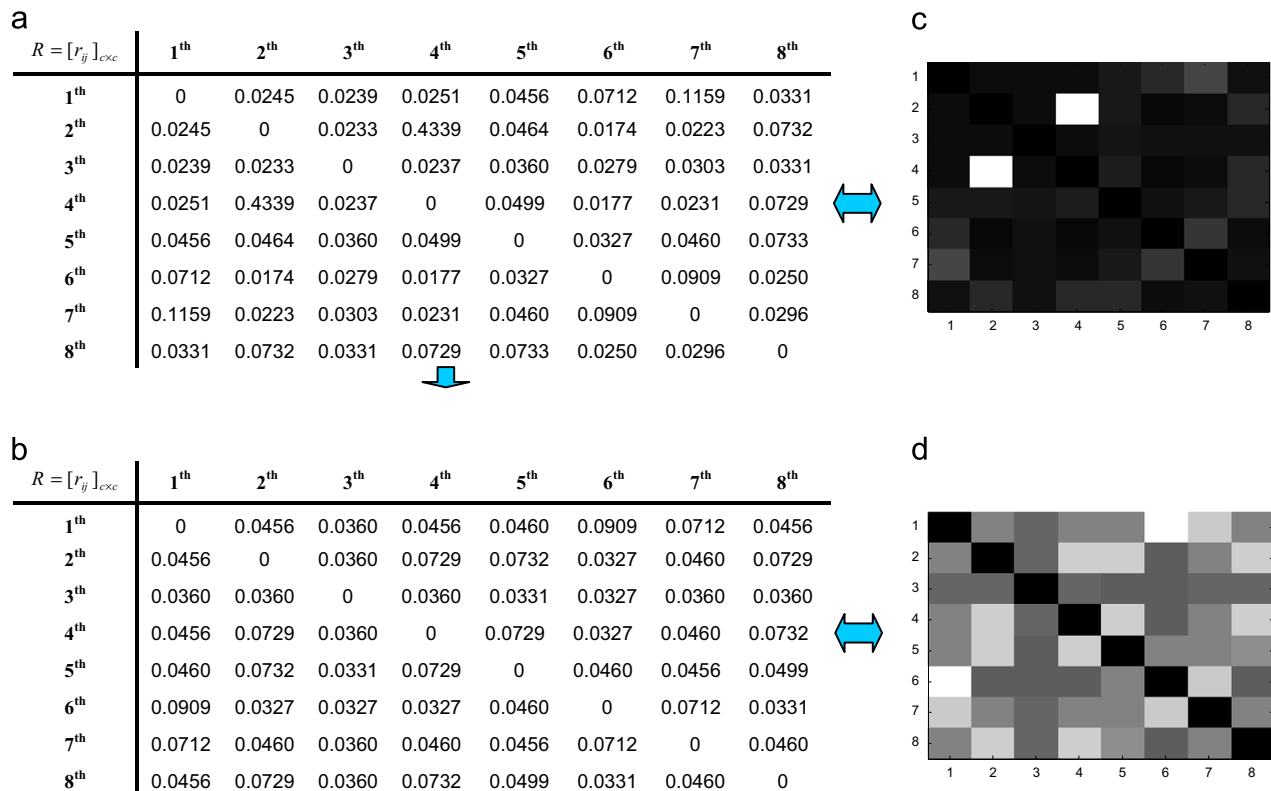 a
R = [r_ij]_c×c 1th 2th 3th 4th 5th 6th 7th 8th
1th 0 0.0245 0.0239 0.0251 0.0456 0.0712 0.1159 0.0331
2th 0.0245 0 0.0233 0.4339 0.0464 0.0174 0.0223 0.0732
3th 0.0239 0.0233 0 0.0237 0.0360 0.0279 0.0303 0.0331
4th 0.0251 0.4339 0.0237 0 0.0499 0.0177 0.0231 0.0729
5th 0.0456 0.0464 0.0360 0.0499 0 0.0327 0.0460 0.0733
6th 0.0712 0.0174 0.0279 0.0177 0.0327 0 0.0909 0.0250
7th 0.1159 0.0223 0.0303 0.0231 0.0460 0.0909 0 0.0296
8th 0.0331 0.0732 0.0331 0.0729 0.0733 0.0250 0.0296 0
c
1
2
3
4
5
6
7
8
1 2 3 4 5 6 7 8
b
R = [r_ij]_c×c 1th 2th 3th 4th 5th 6th 7th 8th
1th 0 0.0456 0.0360 0.0456 0.0460 0.0909 0.0712 0.0456
2th 0.0456 0 0.0360 0.0729 0.0732 0.0327 0.0460 0.0729
3th 0.0360 0.0360 0 0.0360 0.0331 0.0327 0.0360 0.0360
4th 0.0456 0.0729 0.0360 0 0.0729 0.0327 0.0460 0.0732
5th 0.0460 0.0732 0.0331 0.0729 0 0.0460 0.0456 0.0499
6th 0.0909 0.0327 0.0327 0.0327 0.0460 0 0.0712 0.0331
7th 0.0712 0.0460 0.0360 0.0460 0.0456 0.0712 0 0.0460
8th 0.0456 0.0729 0.0360 0.0732 0.0499 0.0331 0.0460 0
d
1
2
3
4
5
6
7
8
1 2 3 4 5 6 7 8